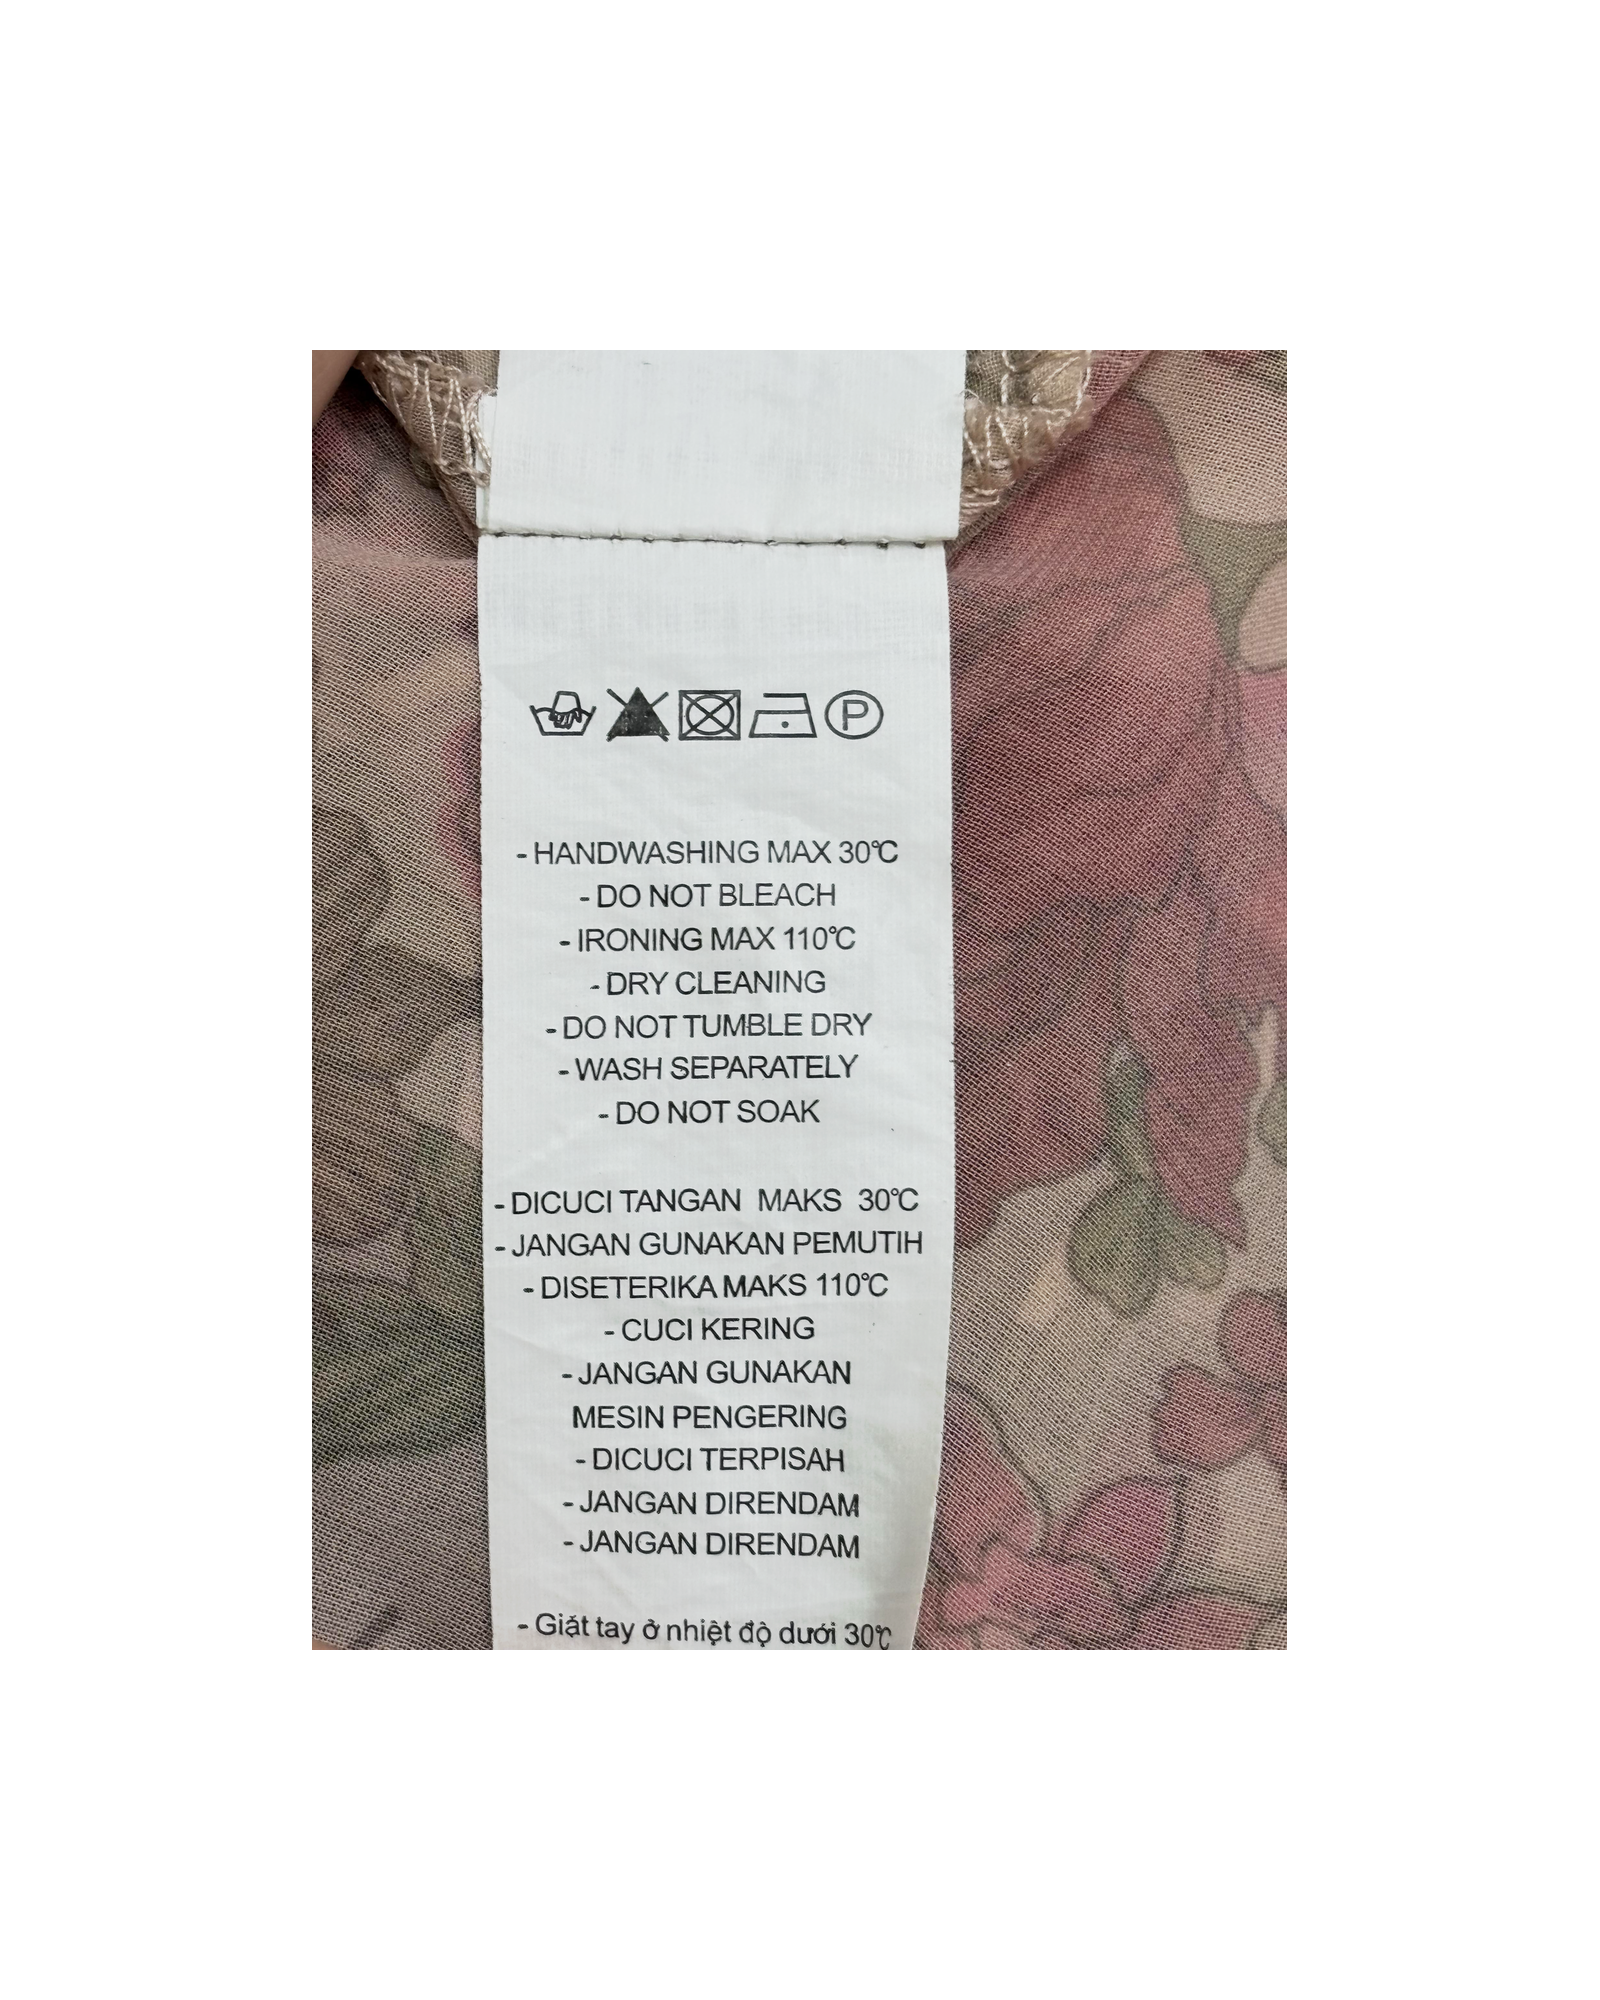 P
- HANDWASHING MAX 30℃
- DO NOT BLEACH
- IRONING MAX 110℃
- DRY CLEANING
- DO NOT TUMBLE DRY
- WASH SEPARATELY
- DO NOT SOAK
- DICUCI TANGAN MAKS 30℃
- JANGAN GUNAKAN PEMUTIH
- DISETERIKA MAKS 110℃
- CUCI KERING
- JANGAN GUNAKAN
MESIN PENGERING
- DICUCI TERPISAH
- JANGAN DIRENDAM
- JANGAN DIRENDAM
- Giặt tay ở nhiệt độ dưới 30℃